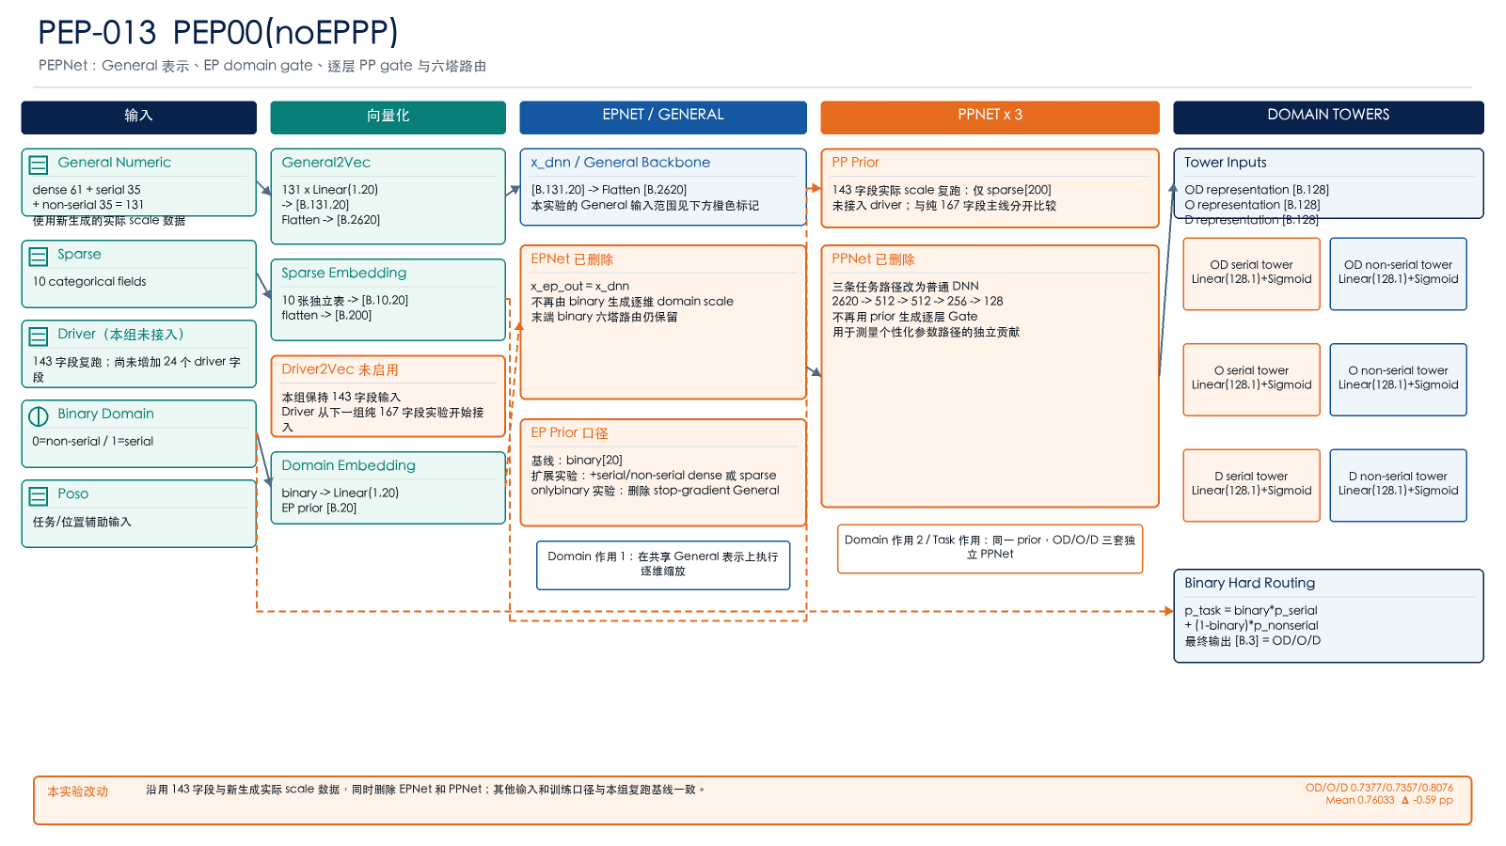 PEP-013 PEP00(noEPPP)
PEPNet：General 表示、EP domain gate、逐层 PP gate 与六塔路由
输入
General Numeric
dense 61 + serial 35
+ non-serial 35 = 131
使用新生成的实际 scale 数据
Sparse
10 categorical fields
Driver（本组未接入）
143 字段复跑；尚未增加 24 个 driver 字
段
Binary Domain
0=non-serial / 1=serial
Poso
任务/位置辅助输入
向量化
General2Vec
131 x Linear(1,20)
-> [B,131,20]
Flatten -> [B,2620]
Sparse Embedding
10 张独立表 -> [B,10,20]
flatten -> [B,200]
Driver2Vec 未启用
本组保持 143 字段输入
Driver 从下一组纯 167 字段实验开始接
入
Domain Embedding
binary -> Linear(1,20)
EP prior [B,20]
EPNET / GENERAL
x_dnn / General Backbone
[B,131,20] -> Flatten [B,2620]
本实验的 General 输入范围见下方橙色标记
EPNet 已删除
x_ep_out = x_dnn
不再由 binary 生成逐维 domain scale
末端 binary 六塔路由仍保留
EP Prior 口径
基线：binary[20]
扩展实验：+serial/non-serial dense 或 sparse
onlybinary 实验：删除 stop-gradient General
Domain 作用 1：在共享 General 表示上执行
逐维缩放
PPNET x 3
PP Prior
143 字段实际 scale 复跑：仅 sparse[200]
未接入 driver；与纯 167 字段主线分开比较
PPNet 已删除
三条任务路径改为普通 DNN
2620 -> 512 -> 512 -> 256 -> 128
不再用 prior 生成逐层 Gate
用于测量个性化参数路径的独立贡献
Domain 作用 2 / Task 作用：同一 prior，OD/O/D 三套独
立 PPNet
DOMAIN TOWERS
Tower Inputs
OD representation [B,128]
O representation [B,128]
D representation [B,128]
OD serial tower
Linear(128,1)+Sigmoid
OD non-serial tower
Linear(128,1)+Sigmoid
O serial tower
Linear(128,1)+Sigmoid
O non-serial tower
Linear(128,1)+Sigmoid
D serial tower
Linear(128,1)+Sigmoid
D non-serial tower
Linear(128,1)+Sigmoid
Binary Hard Routing
p_task = binary*p_serial
+ (1-binary)*p_nonserial
最终输出 [B,3] = OD/O/D
本实验改动
沿用 143 字段与新生成实际 scale 数据，同时删除 EPNet 和 PPNet；其他输入和训练口径与本组复跑基线一致。
OD/O/D 0.7377/0.7357/0.8076
Mean 0.76033 Δ -0.59 pp